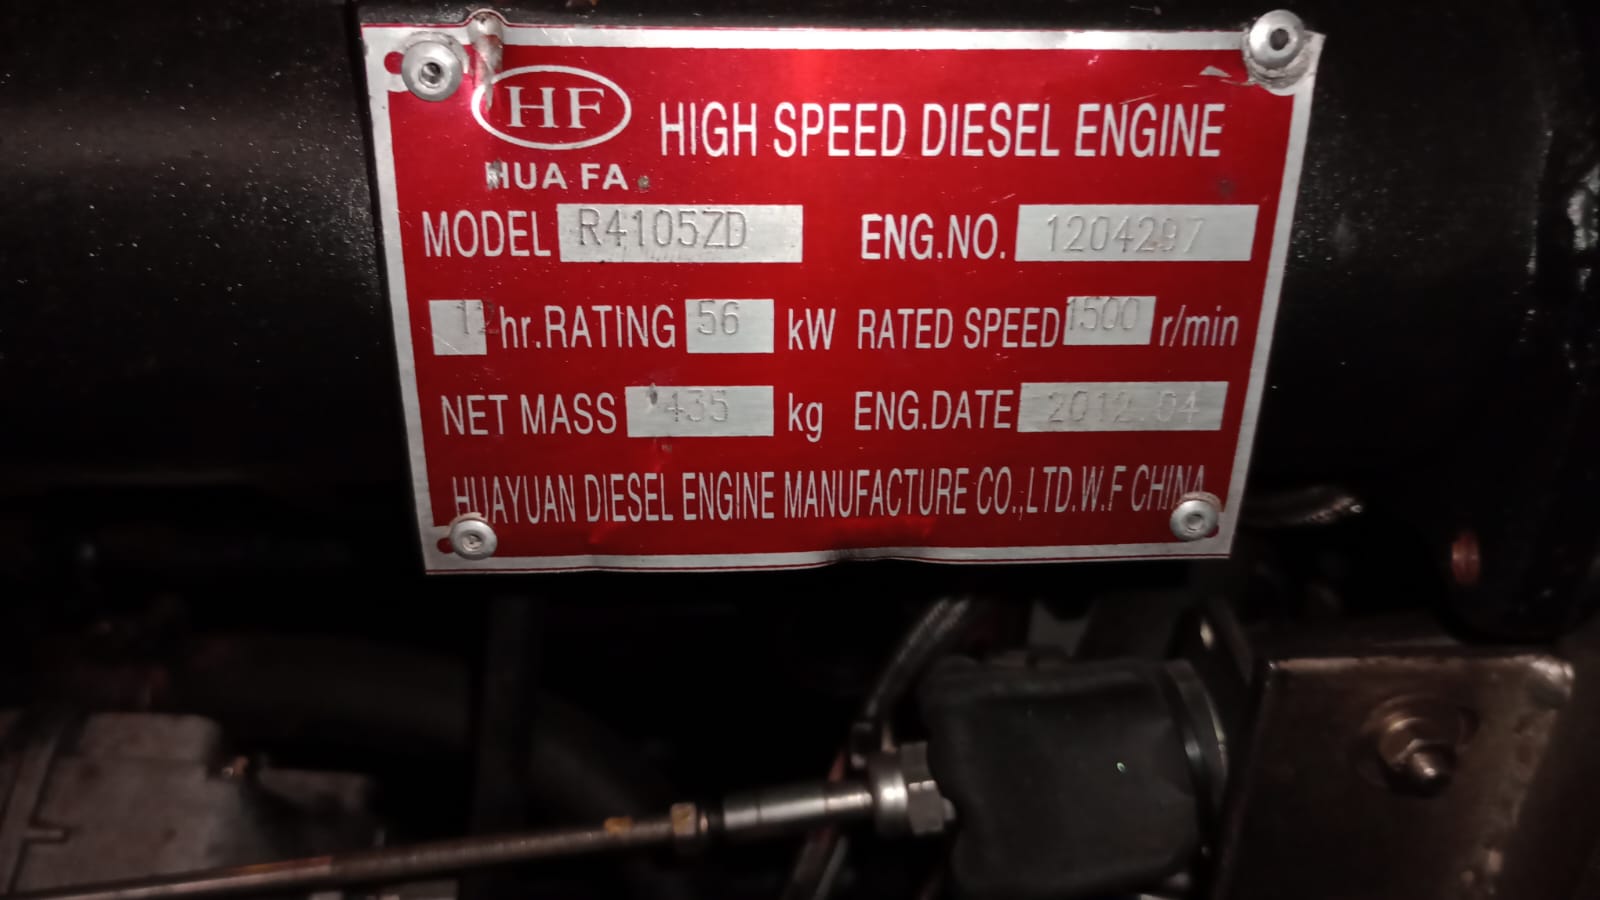 HF
HUA FA
HIGH SPEED DIESEL ENGINE
MODEL R4105ZD ENG.NO. 1204297
12hr.RATING 56 kW RATED SPEED 1500 r/min
NET MASS 435 kg ENG.DATE 2012.04
HUAYUAN DIESEL ENGINE MANUFACTURE CO.,LTD.W.F CHINA